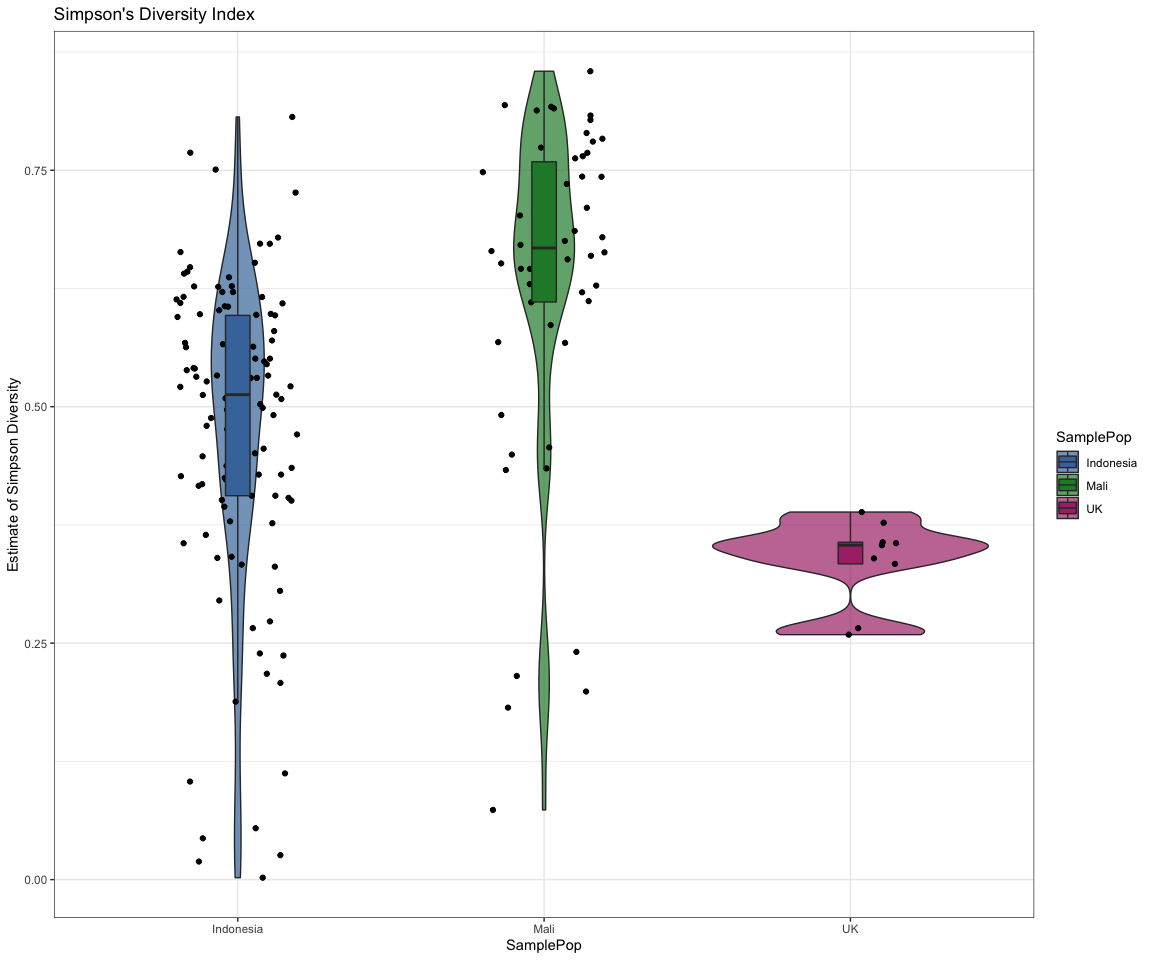 Simpson's Diversity Index
Estimate of Simpson Diversity
0.75
0.50
0.25
0.00
Indonesia
Mali
UK
SamplePop
SamplePop
Indonesia
Mali
UK